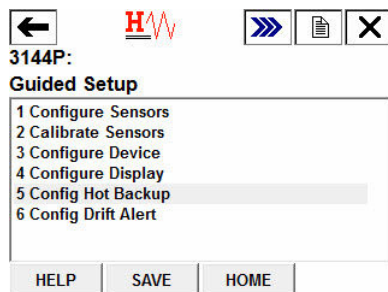 H
3144P:
Guided Setup
1 Configure Sensors
2 Calibrate Sensors
3 Configure Device
4 Configure Display
5 Config Hot Backup
6 Config Drift Alert
HELP SAVE HOME